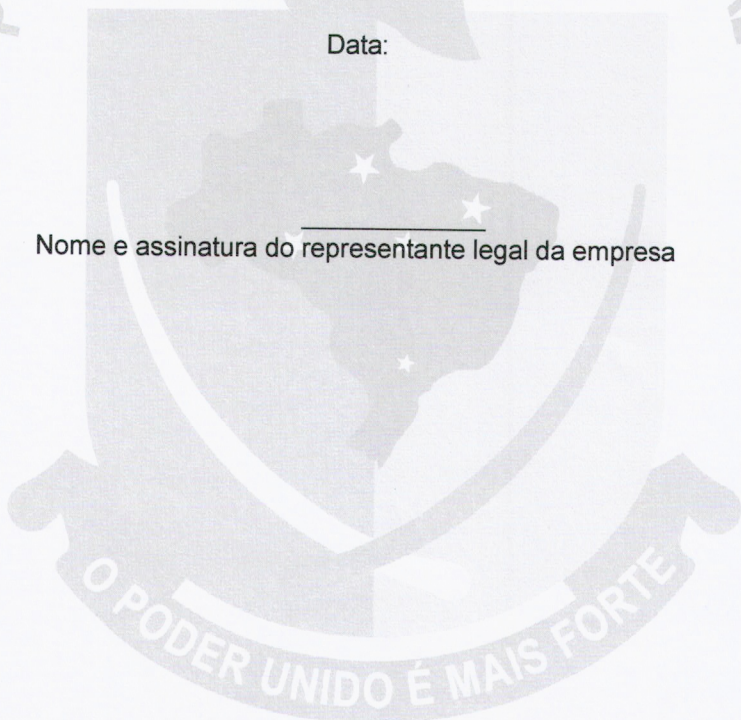 Data:
Nome e assinatura do representante legal da empresa
O PODER UNIDO É MAIS FORTE